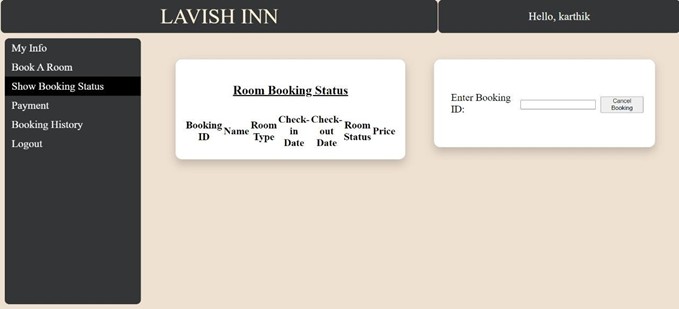 LAVISH INN
Hello, karthik
My Info
Book A Room
Show Booking Status
Payment
Booking History
Logout
Room Booking Status
Booking ID Name Room Type Check-in Date Check-out Date Room Status Price
Enter Booking
ID:
Cancel
Booking